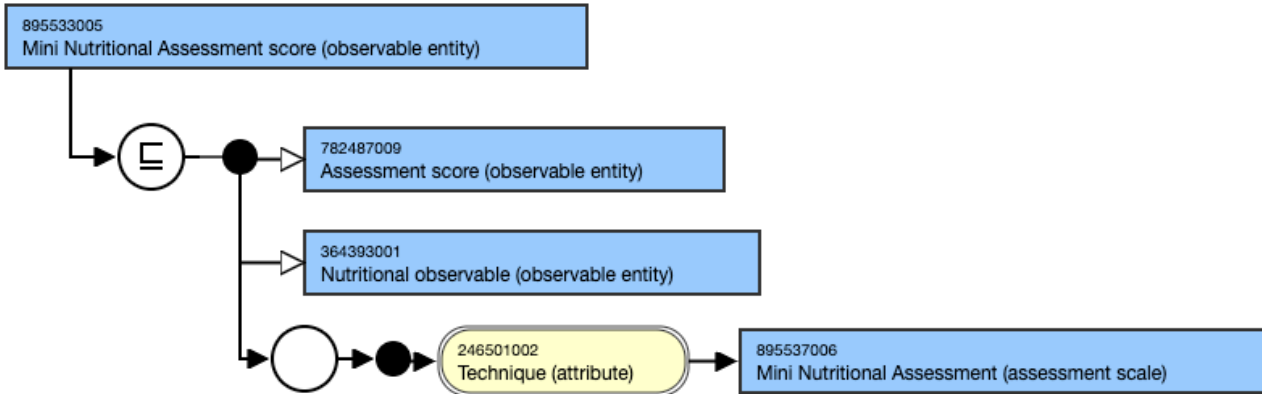 895533005
Mini Nutritional Assessment score (observable entity)
⊑
782487009
Assessment score (observable entity)
364393001
Nutritional observable (observable entity)
246501002
Technique (attribute)
895537006
Mini Nutritional Assessment (assessment scale)